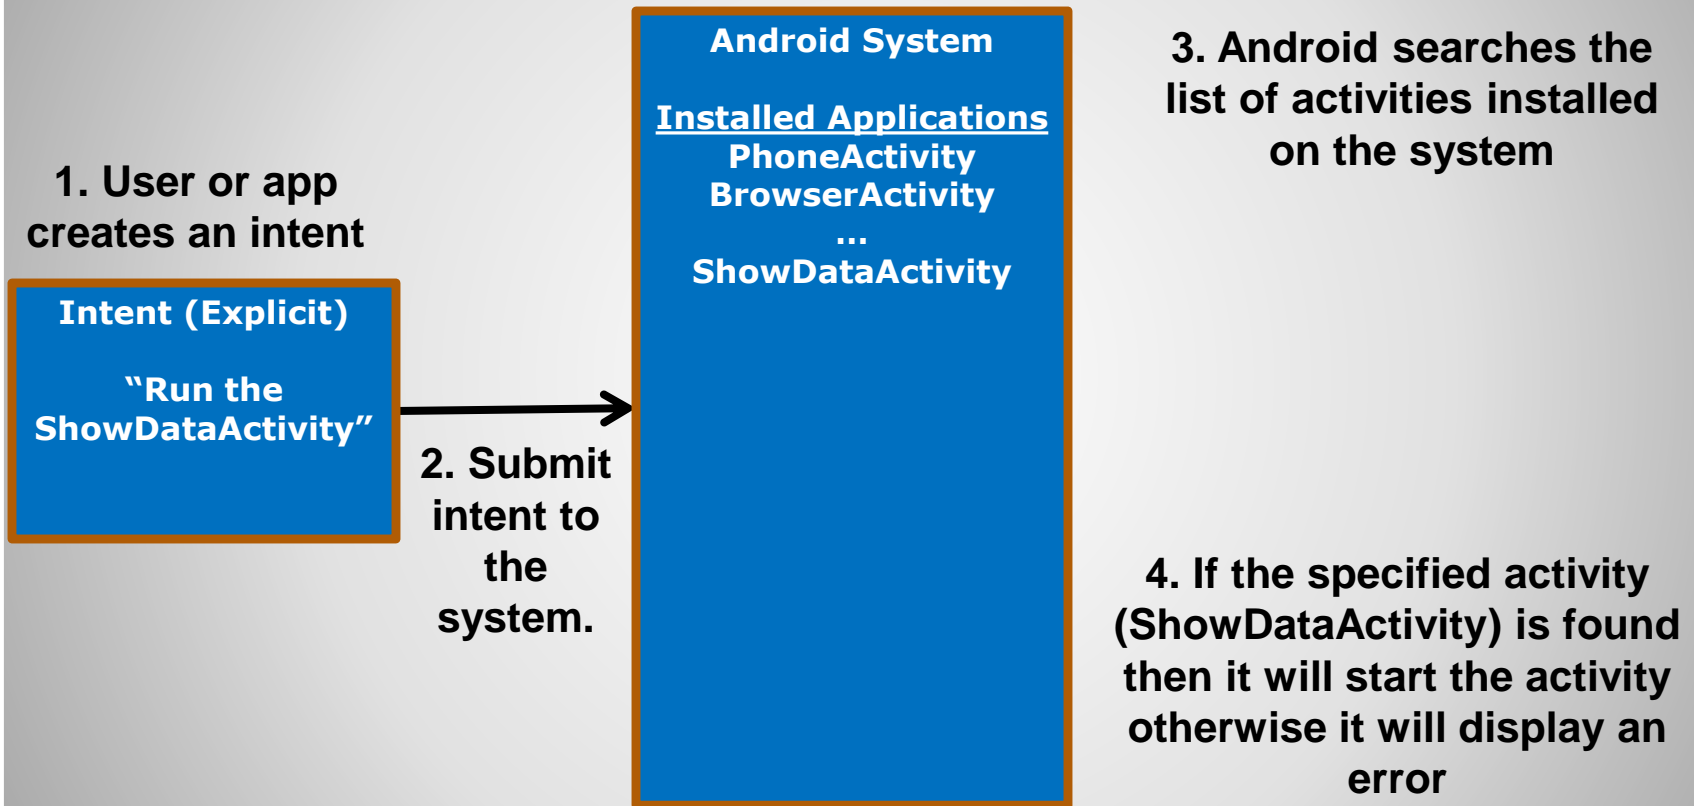 1. User or app
creates an intent
Intent (Explicit)
“Run the
ShowDataActivity”
2. Submit
intent to
the
system.
Android System
Installed Applications
PhoneActivity
BrowserActivity
…
ShowDataActivity
3. Android searches the
list of activities installed
on the system
4. If the specified activity
(ShowDataActivity) is found
then it will start the activity
otherwise it will display an
error